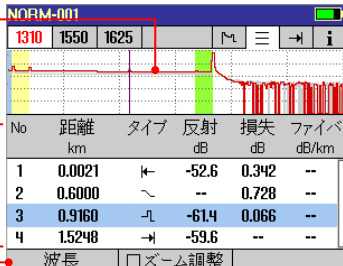 NORM-001
1310 1550 1625 i
No 距離 タイプ 反射 損失 ファイバ
km dB dB dB/km
1 0.0021 -52.6 0.342 --
2 0.6000 -- 0.728 --
3 0.9160 -61.4 0.066 --
4 1.5248 -59.6 -- --
波長 ズーム調整